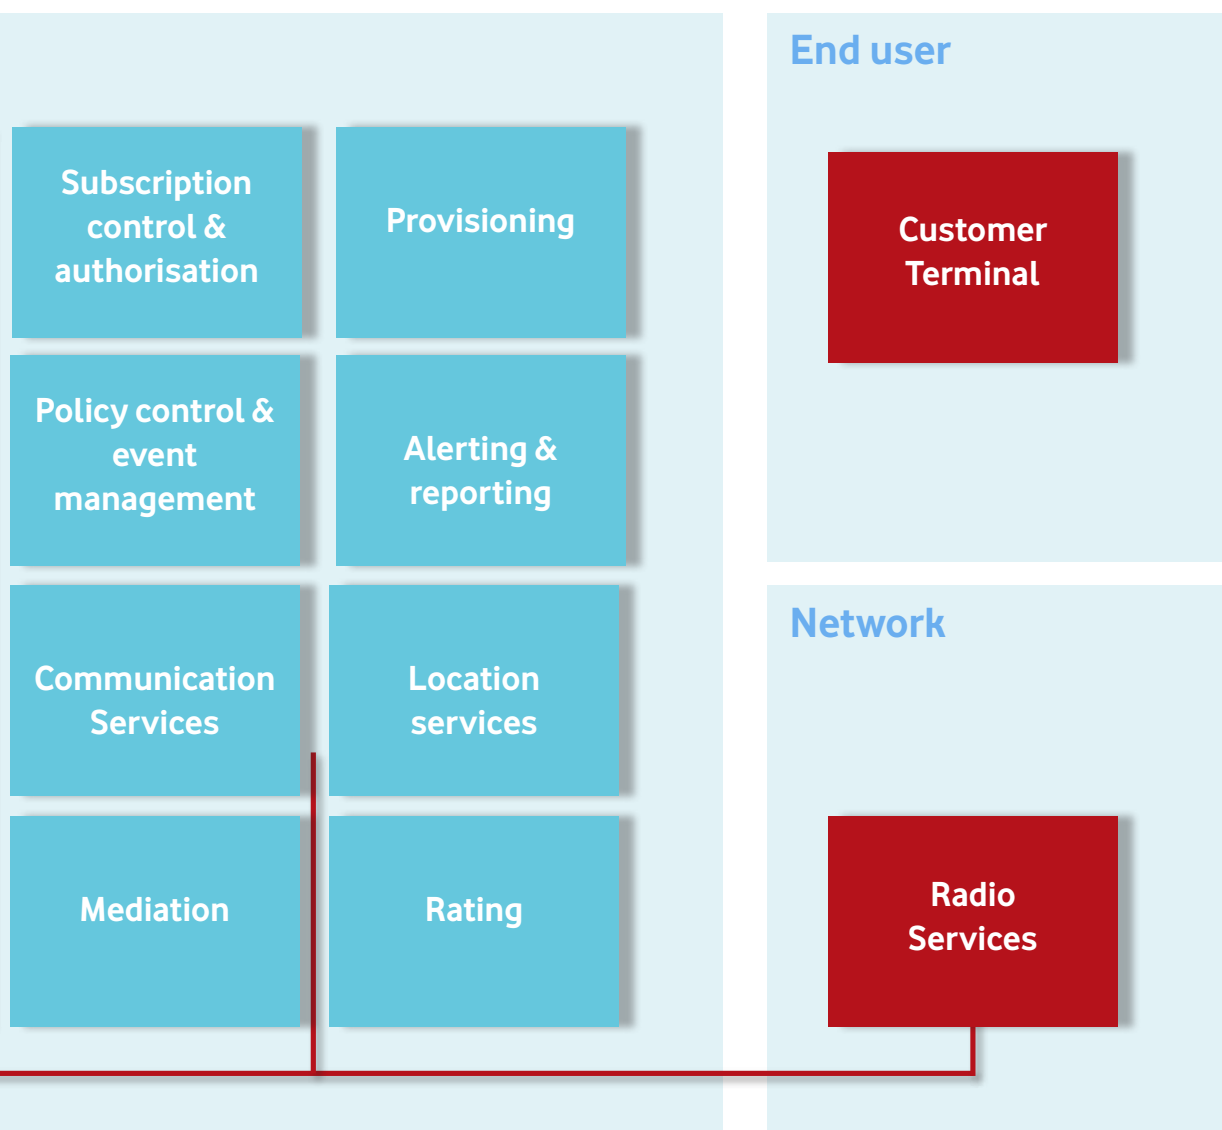 End user
Subscription
control &
authorisation
Provisioning
Customer
Terminal
Policy control &
event
management
Alerting &
reporting
Network
Communication
Services
Location
services
Mediation
Rating
Radio
Services